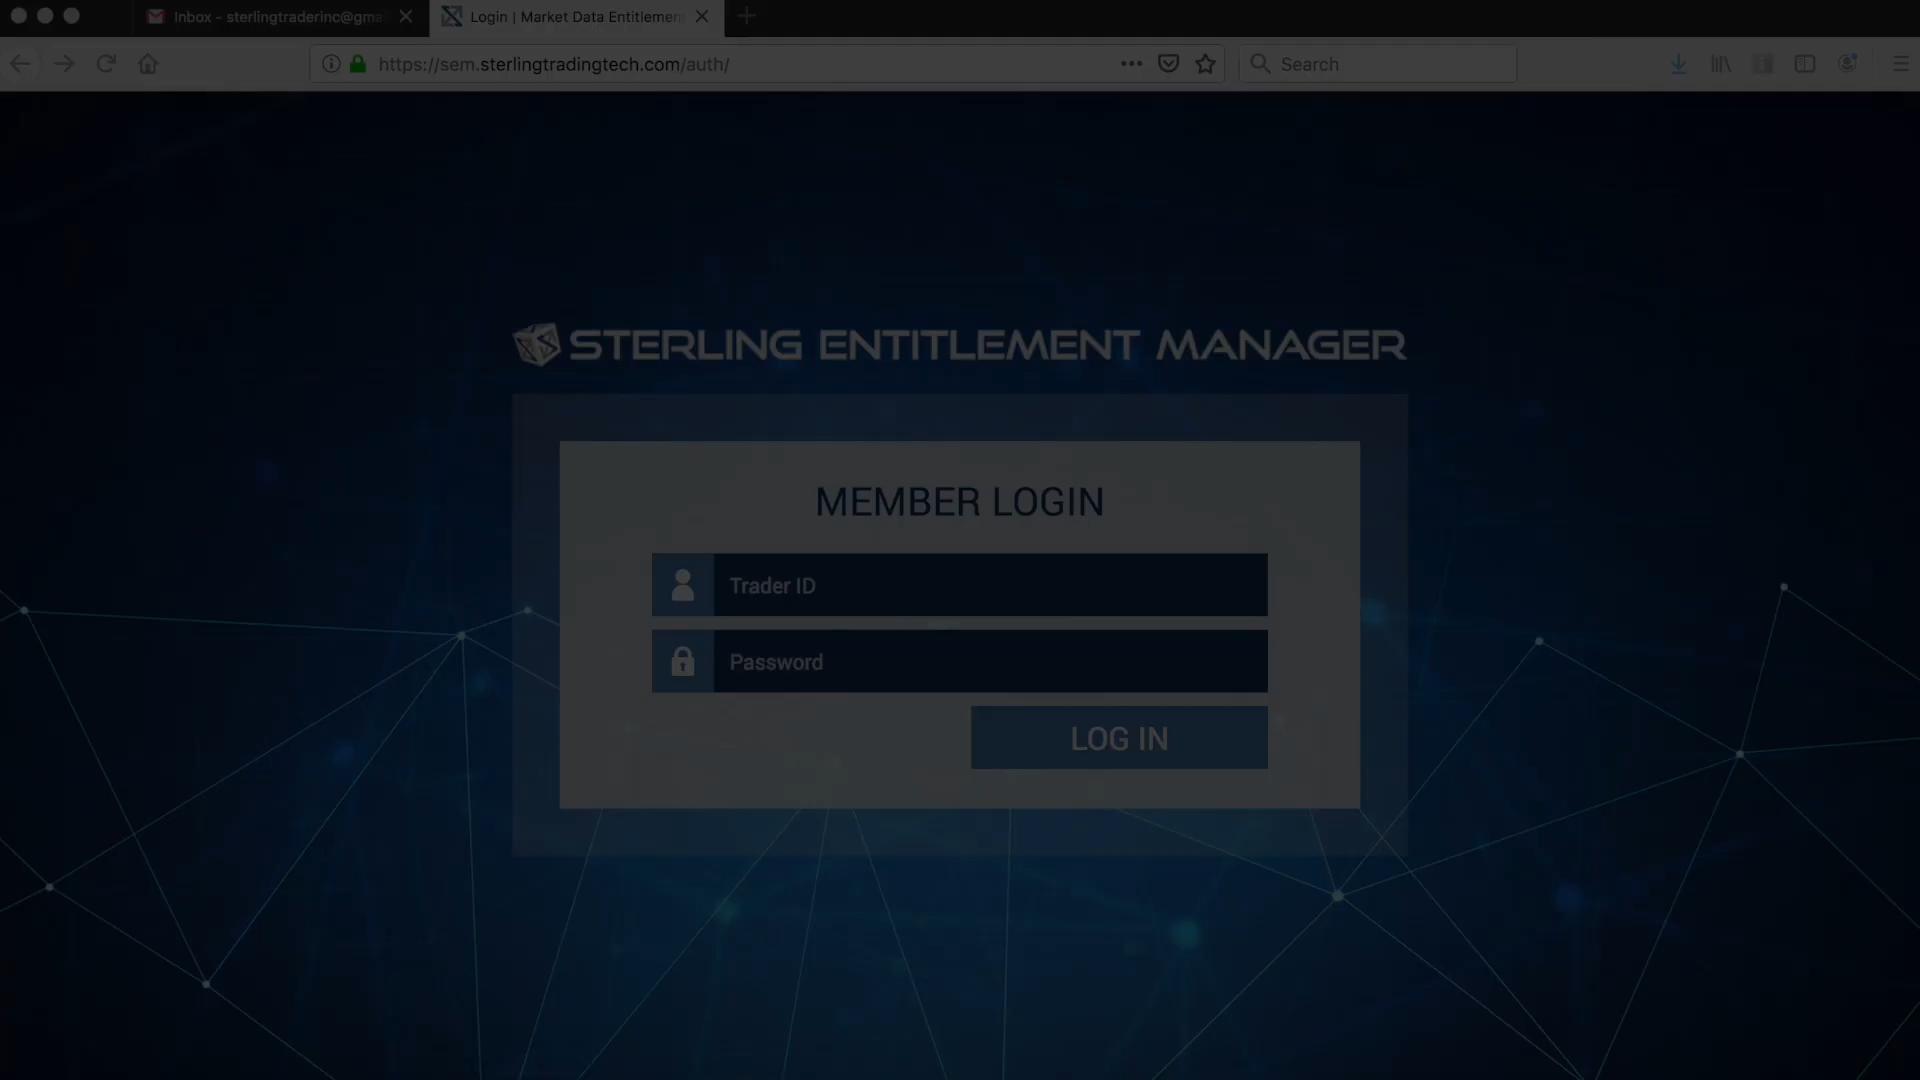 Inbox - sterlingtraderinc@gma
Login | Market Data Entitlemen
https://sem.sterlingtradingtech.com/auth/
Search
STERLING ENTITLEMENT MANAGER
MEMBER LOGIN
Trader ID
Password
LOG IN